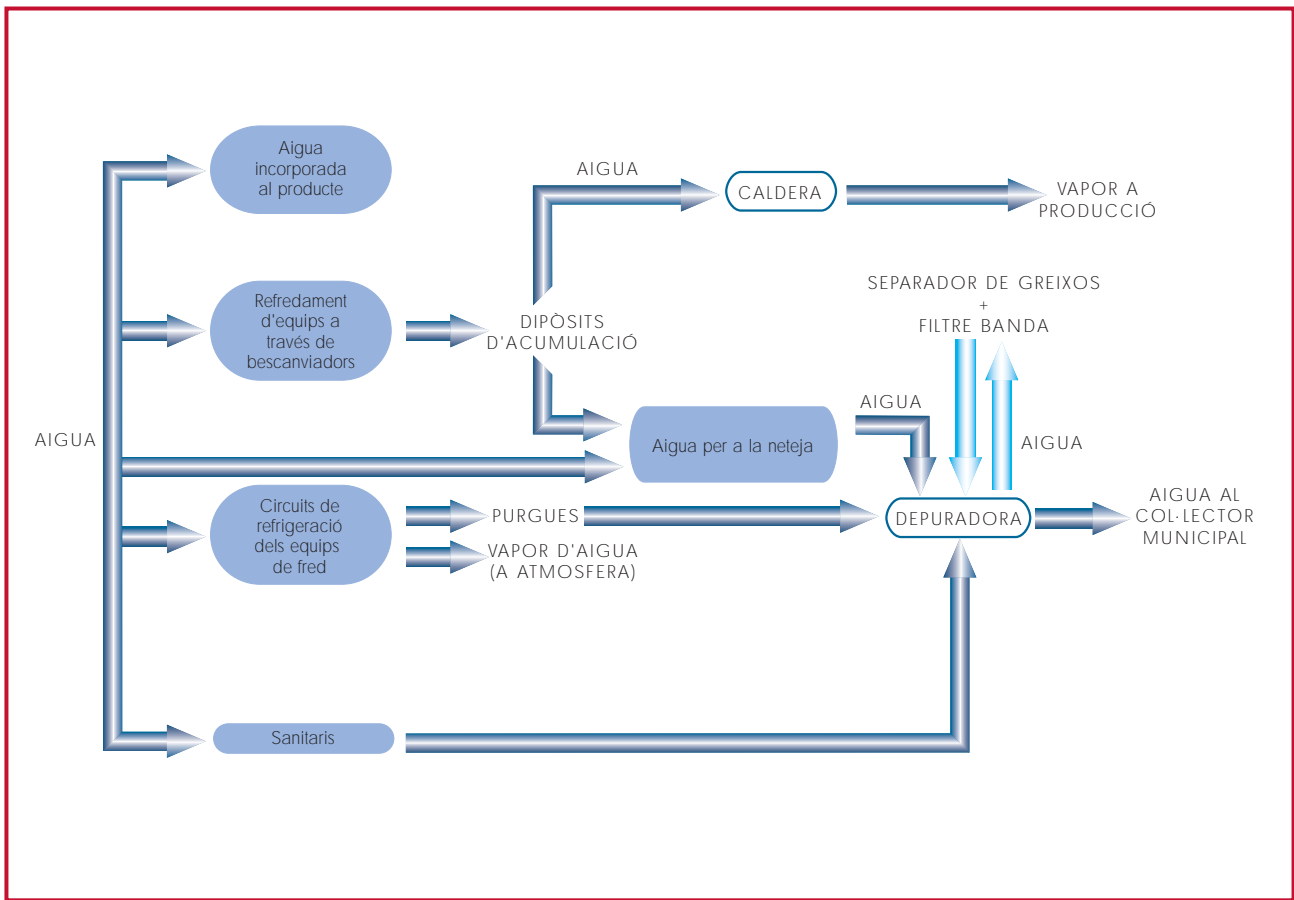 Aigua
incorporada
al producte
AIGUA
CALDERA
VAPOR A
PRODUCCIÓ
Refredament
d'equips a
través de
bescanviadors
DIPÒSITS
D'ACUMULACIÓ
SEPARADOR DE GREIXOS
+
FILTRE BANDA
AIGUA
AIGUA
Aigua per a la neteja
AIGUA
Circuits de
refrigeració
dels equips
de fred
PURGUES
VAPOR D'AIGUA
(A ATMOSFERA)
DEPURADORA
AIGUA AL
COL·LECTOR
MUNICIPAL
Sanitaris